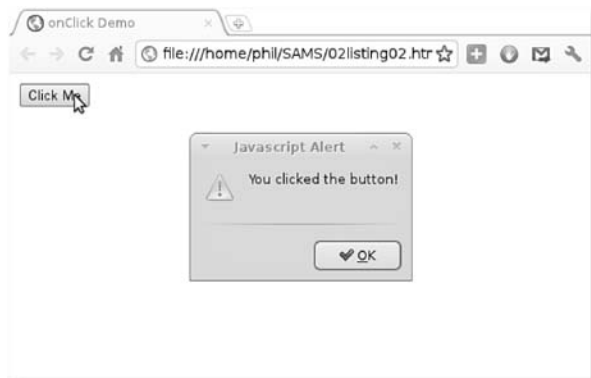 onClick Demo
file:///home/phil/SAMS/02listing02.htm
Click Me
Javascript Alert
You clicked the button!
OK